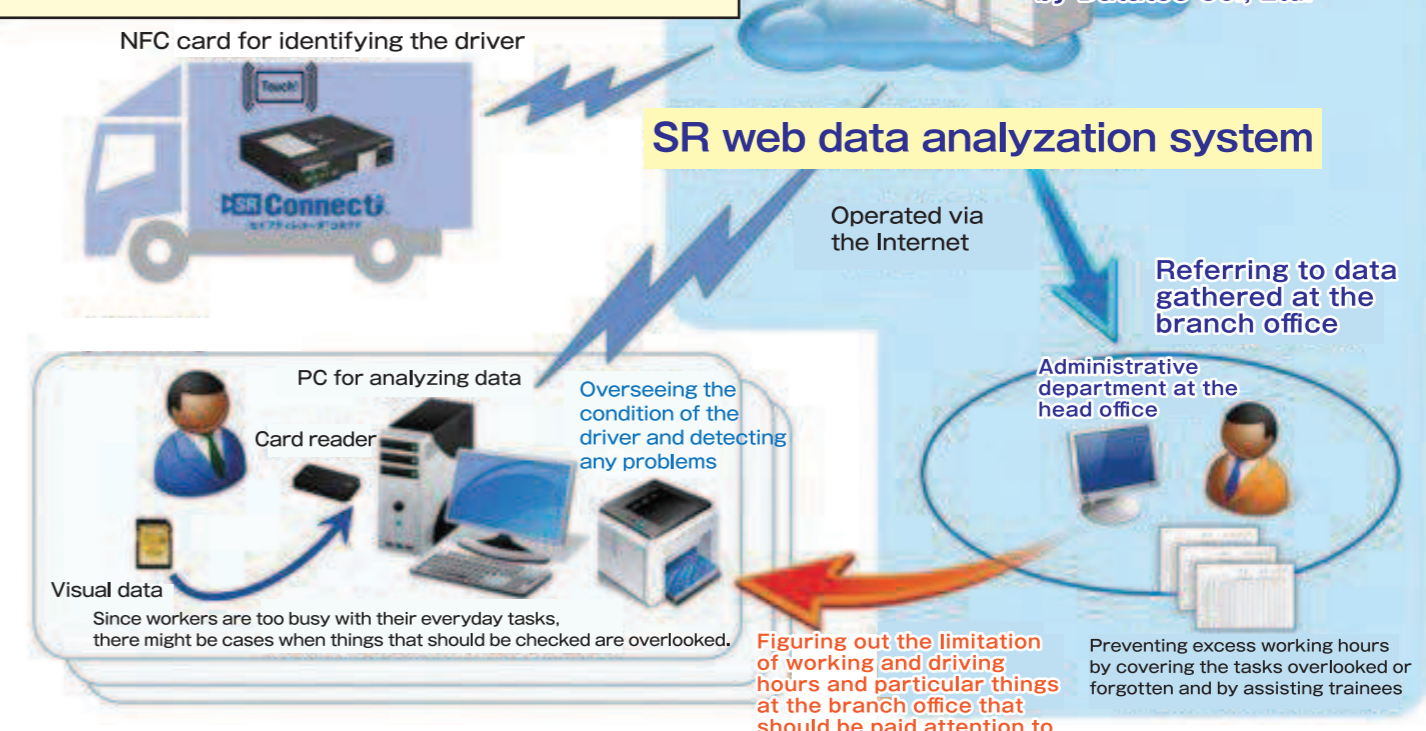 NFC card for identifying the driver
Touch!
SR Connect
SR web data analyzation system
Operated via
the Internet
Referring to data
gathered at the
branch office
Administrative
department at the
head office
PC for analyzing data
Card reader
Overseeing the
condition of the
driver and detecting
any problems
Visual data
Since workers are too busy with their everyday tasks,
there might be cases when things that should be checked are overlooked.
Figuring out the limitation
of working and driving
hours and particular things
at the branch office that
should be paid attention to
Preventing excess working hours
by covering the tasks overlooked or
forgotten and by assisting trainees